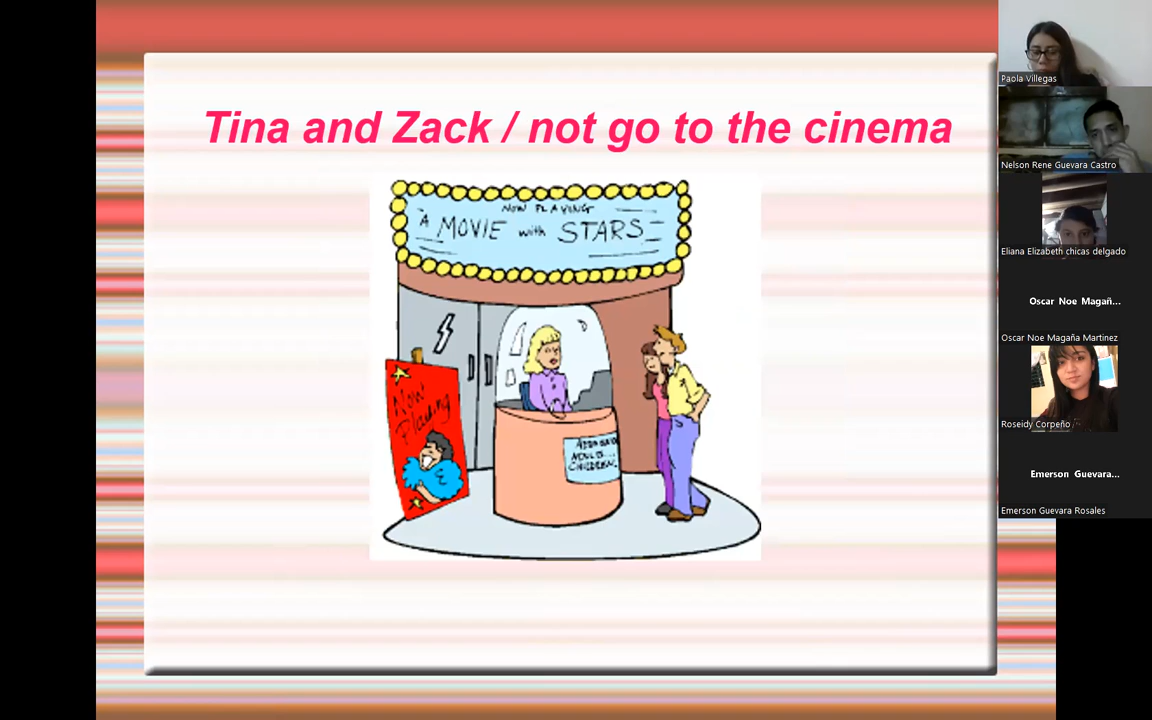 Tina and Zack / not go to the cinema
NOW PLAYING
A MOVIE with STARS
Now
Playing
CHILDREN
Paola Villegas
Nelson Rene Guevara Castro
Eliana Elizabeth chicas delgado
Oscar Noe Magañ...
Oscar Noe Magaña Martinez
Roseidy Corpeño
Emerson Guevara...
Emerson Guevara Rosales